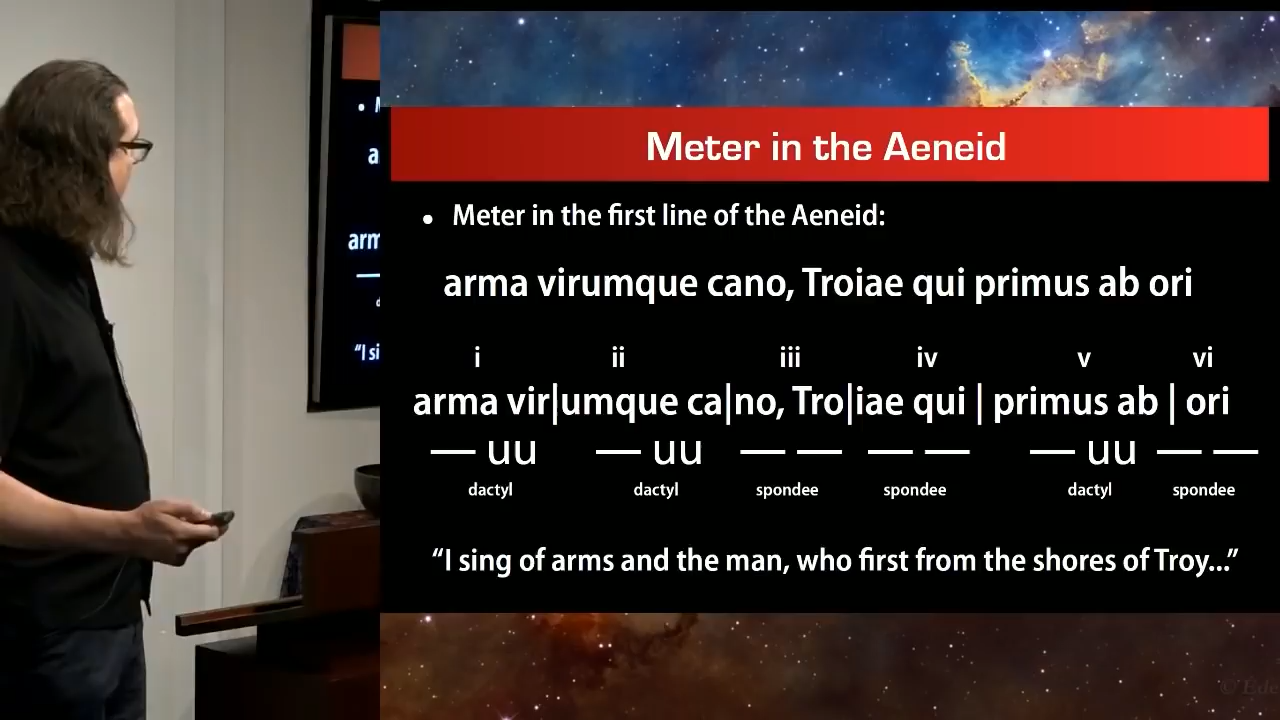 Meter in the Aeneid
• Meter in the first line of the Aeneid:
arma virumque cano, Troiae qui primus ab ori
i ii iii iv v vi
arma vir|umque ca|no, Tro|iae qui | primus ab | ori
— uu — uu — — — — — uu — —
dactyl dactyl spondee spondee dactyl spondee
“I sing of arms and the man, who first from the shores of Troy...”
• M
a
arm
—
d
“I si